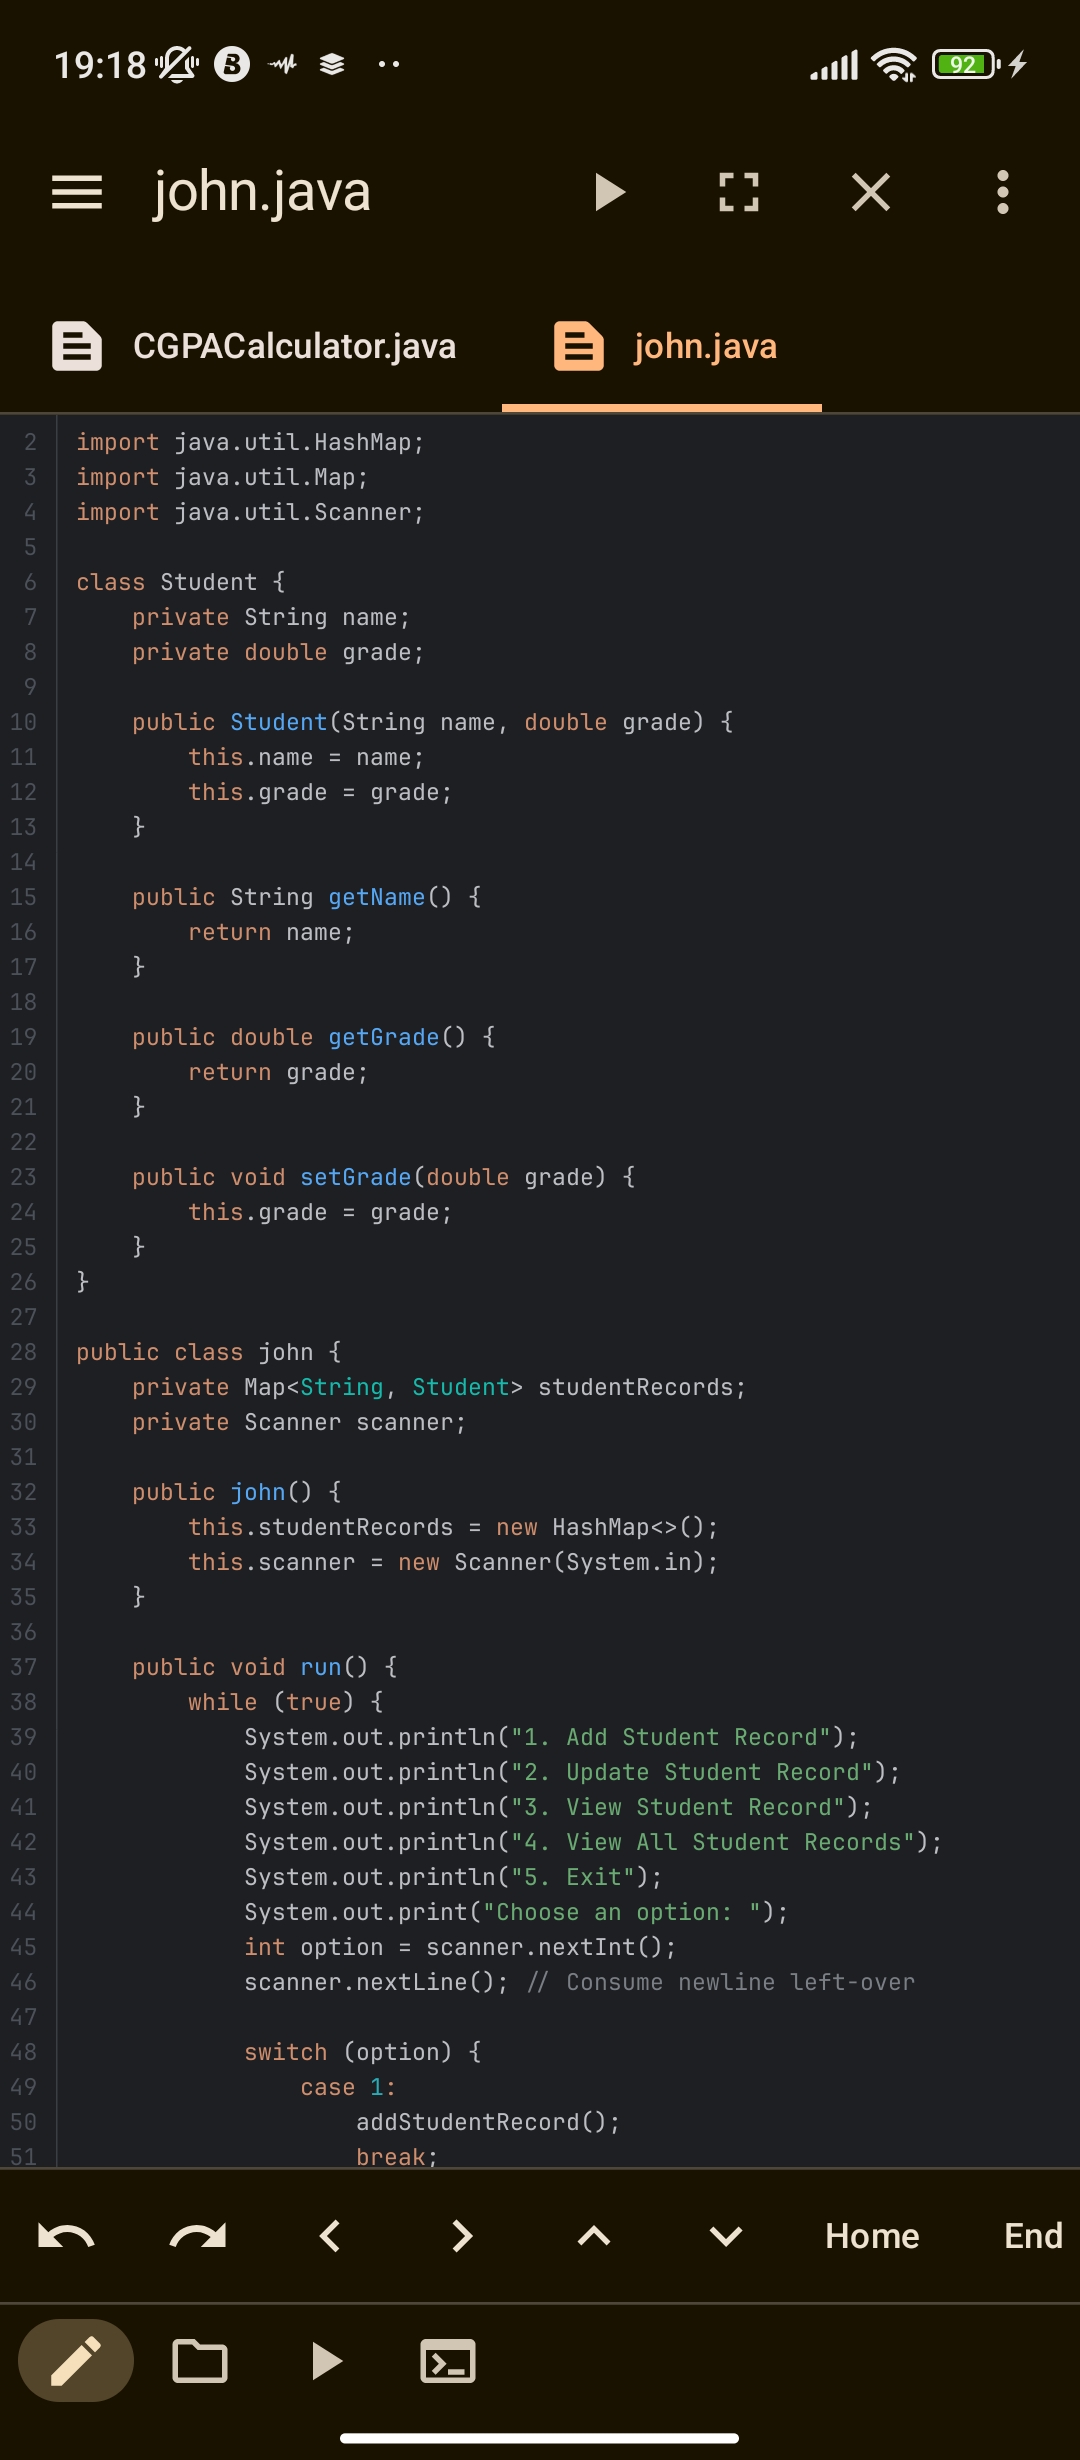 19:18
92
john.java
CGPACalculator.java
john.java
2 import java.util.HashMap;
3 import java.util.Map;
4 import java.util.Scanner;
5
6 class Student {
7     private String name;
8     private double grade;
9
10     public Student(String name, double grade) {
11         this.name = name;
12         this.grade = grade;
13     }
14
15     public String getName() {
16         return name;
17     }
18
19     public double getGrade() {
20         return grade;
21     }
22
23     public void setGrade(double grade) {
24         this.grade = grade;
25     }
26 }
27
28 public class john {
29     private Map<String, Student> studentRecords;
30     private Scanner scanner;
31
32     public john() {
33         this.studentRecords = new HashMap<>();
34         this.scanner = new Scanner(System.in);
35     }
36
37     public void run() {
38         while (true) {
39             System.out.println("1. Add Student Record");
40             System.out.println("2. Update Student Record");
41             System.out.println("3. View Student Record");
42             System.out.println("4. View All Student Records");
43             System.out.println("5. Exit");
44             System.out.print("Choose an option: ");
45             int option = scanner.nextInt();
46             scanner.nextLine(); // Consume newline left-over
47
48             switch (option) {
49                 case 1:
50                     addStudentRecord();
51                     break;
Home
End